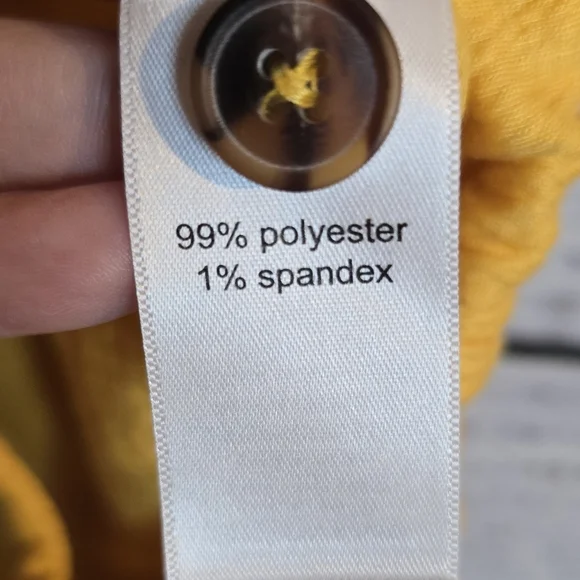 99% polyester
1% spandex